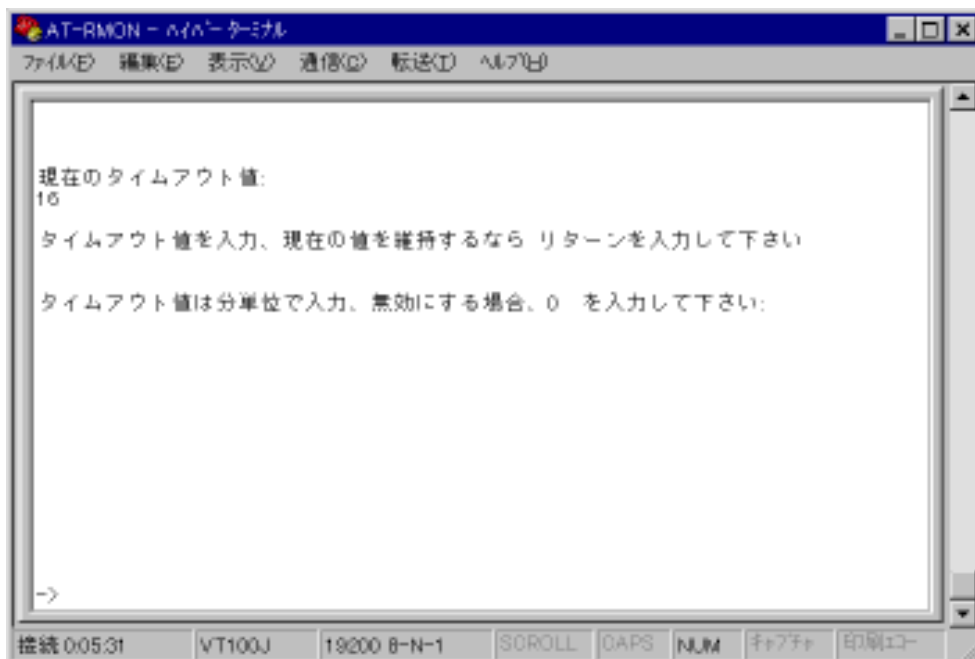 AT-RMON - ﾊｲﾊﾟｰ ﾀｰﾐﾅﾙ
ﾌｧｲﾙ(F) 編集(E) 表示(V) 通信(C) 転送(T) ﾍﾙﾌﾟ(H)
現在のタイムアウト値:
16
タイムアウト値を入力、現在の値を維持するなら リターンを入力して下さい
タイムアウト値は分単位で入力、無効にする場合、0 を入力して下さい:
->
接続 0:05:31 VT100J 19200 8-N-1 SCROLL CAPS NUM ｷｬﾌﾟﾁｬ 印刷ｴｺｰ